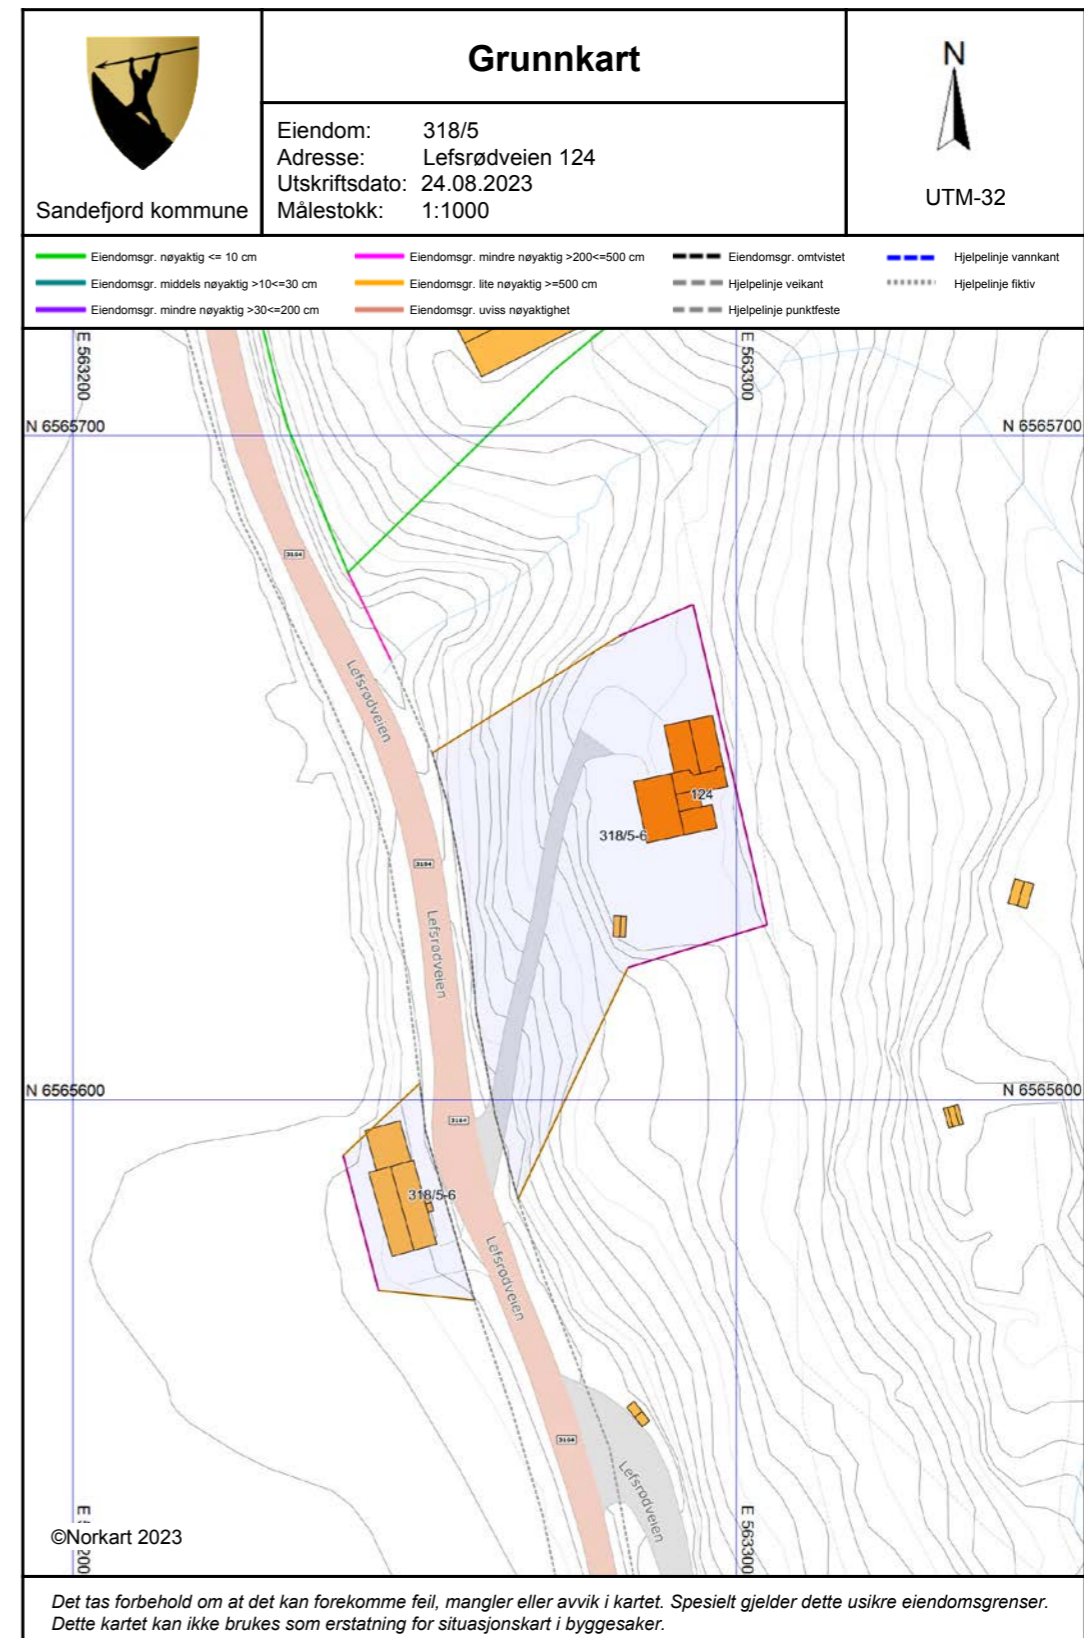 Grunnkart
Sandefjord kommune
Eiendom: 318/5
Adresse: Lefsrødveien 124
Utskriftsdato: 24.08.2023
Målestokk: 1:1000
N
UTM-32
Eiendomsgr. nøyaktig <= 10 cm
Eiendomsgr. middels nøyaktig >10<=30 cm
Eiendomsgr. mindre nøyaktig >30<=200 cm
Eiendomsgr. mindre nøyaktig >200<=500 cm
Eiendomsgr. lite nøyaktig >=500 cm
Eiendomsgr. uviss nøyaktighet
Eiendomsgr. omtvistet
Hjelpelinje veikant
Hjelpelinje punktfeste
Hjelpelinje vannkant
Hjelpelinje fiktiv
E 563200
E 563300
N 6565700
N 6565700
3164
Lefsrødveien
124
318/5-6
3164
Lefsrødveien
N 6565600
N 6565600
3164
318/5-6
Lefsrødveien
3164
Lefsrødveien
E 563300
©Norkart 2023
Det tas forbehold om at det kan forekomme feil, mangler eller avvik i kartet. Spesielt gjelder dette usikre eiendomsgrenser.
Dette kartet kan ikke brukes som erstatning for situasjonskart i byggesaker.